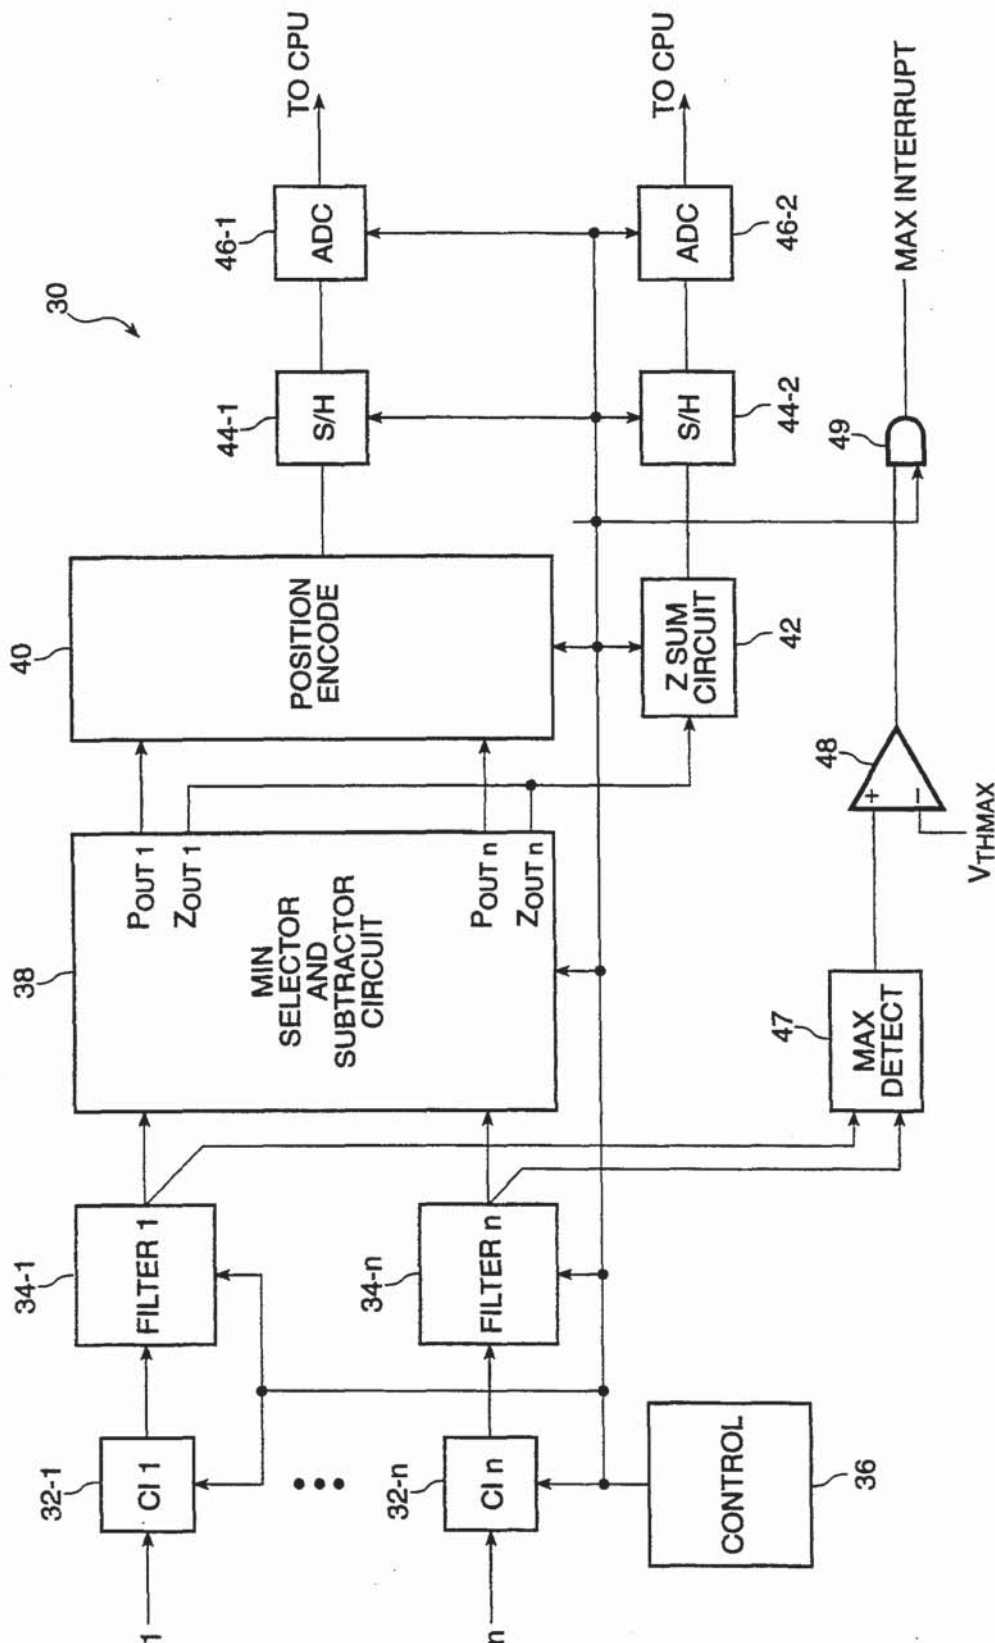 30
1
32-1
CI 1
34-1
FILTER 1
38
MIN
SELECTOR
AND
SUBTRACTOR
CIRCUIT
POUT 1
ZOUT 1
POUT n
ZOUT n
40
POSITION
ENCODE
44-1
S/H
46-1
ADC
TO CPU
n
32-n
CI n
34-n
FILTER n
42
Z SUM
CIRCUIT
44-2
S/H
46-2
ADC
TO CPU
CONTROL
36
47
MAX
DETECT
48
+
−
VTHMAX
49
MAX INTERRUPT